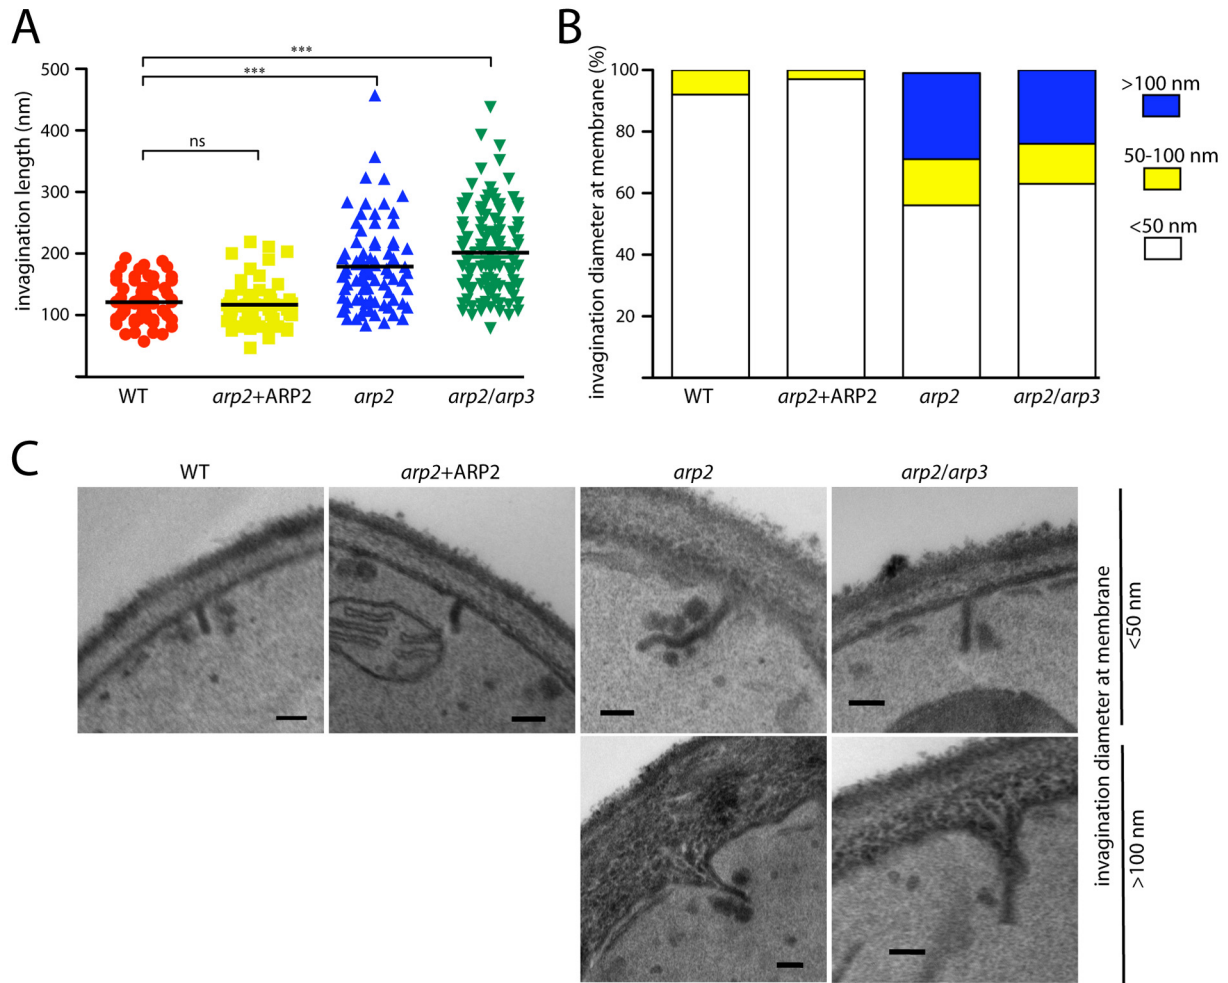 A
invagination length (nm)
500
400
300
200
100
***
***
ns
WT
arp2+ARP2
arp2
arp2/arp3
B
invagination diameter at membrane (%)
100
80
60
40
20
WT
arp2+ARP2
arp2
arp2/arp3
>100 nm
50-100 nm
<50 nm
C
WT
arp2+ARP2
arp2
arp2/arp3
invagination diameter at membrane
<50 nm
>100 nm